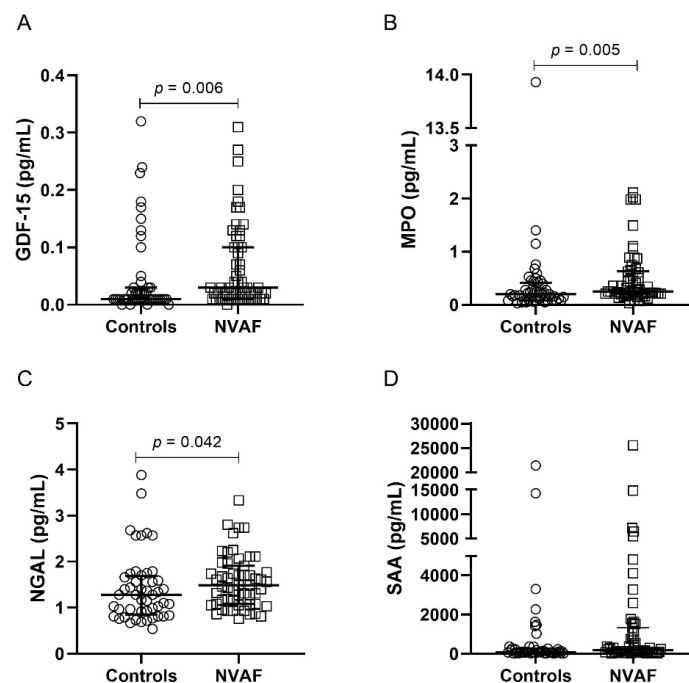 A
GDF-15 (pg/mL)
0.4
0.3
0.2
0.1
0.0
p = 0.006
Controls
NVAF
B
MPO (pg/mL)
14.0
13.5
3
2
1
0
p = 0.005
Controls
NVAF
C
NGAL (pg/mL)
5
4
3
2
1
0
p = 0.042
Controls
NVAF
D
SAA (pg/mL)
30000
25000
20000
15000
5000
4000
2000
0
Controls
NVAF